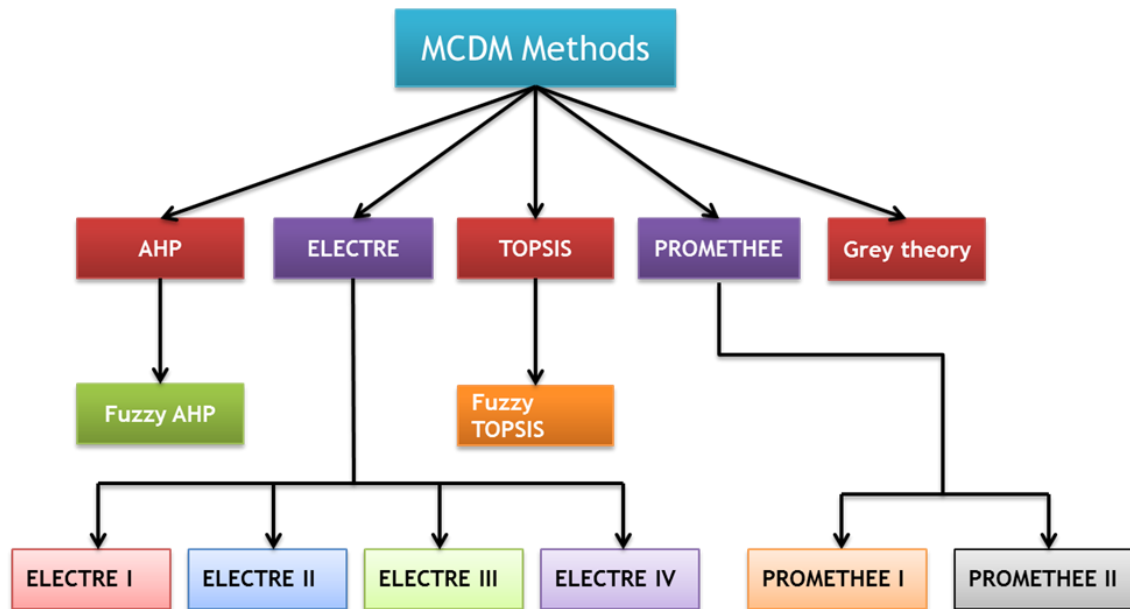 MCDM Methods
AHP
ELECTRE
TOPSIS
PROMETHEE
Grey theory
Fuzzy AHP
Fuzzy
TOPSIS
ELECTRE I
ELECTRE II
ELECTRE III
ELECTRE IV
PROMETHEE I
PROMETHEE II